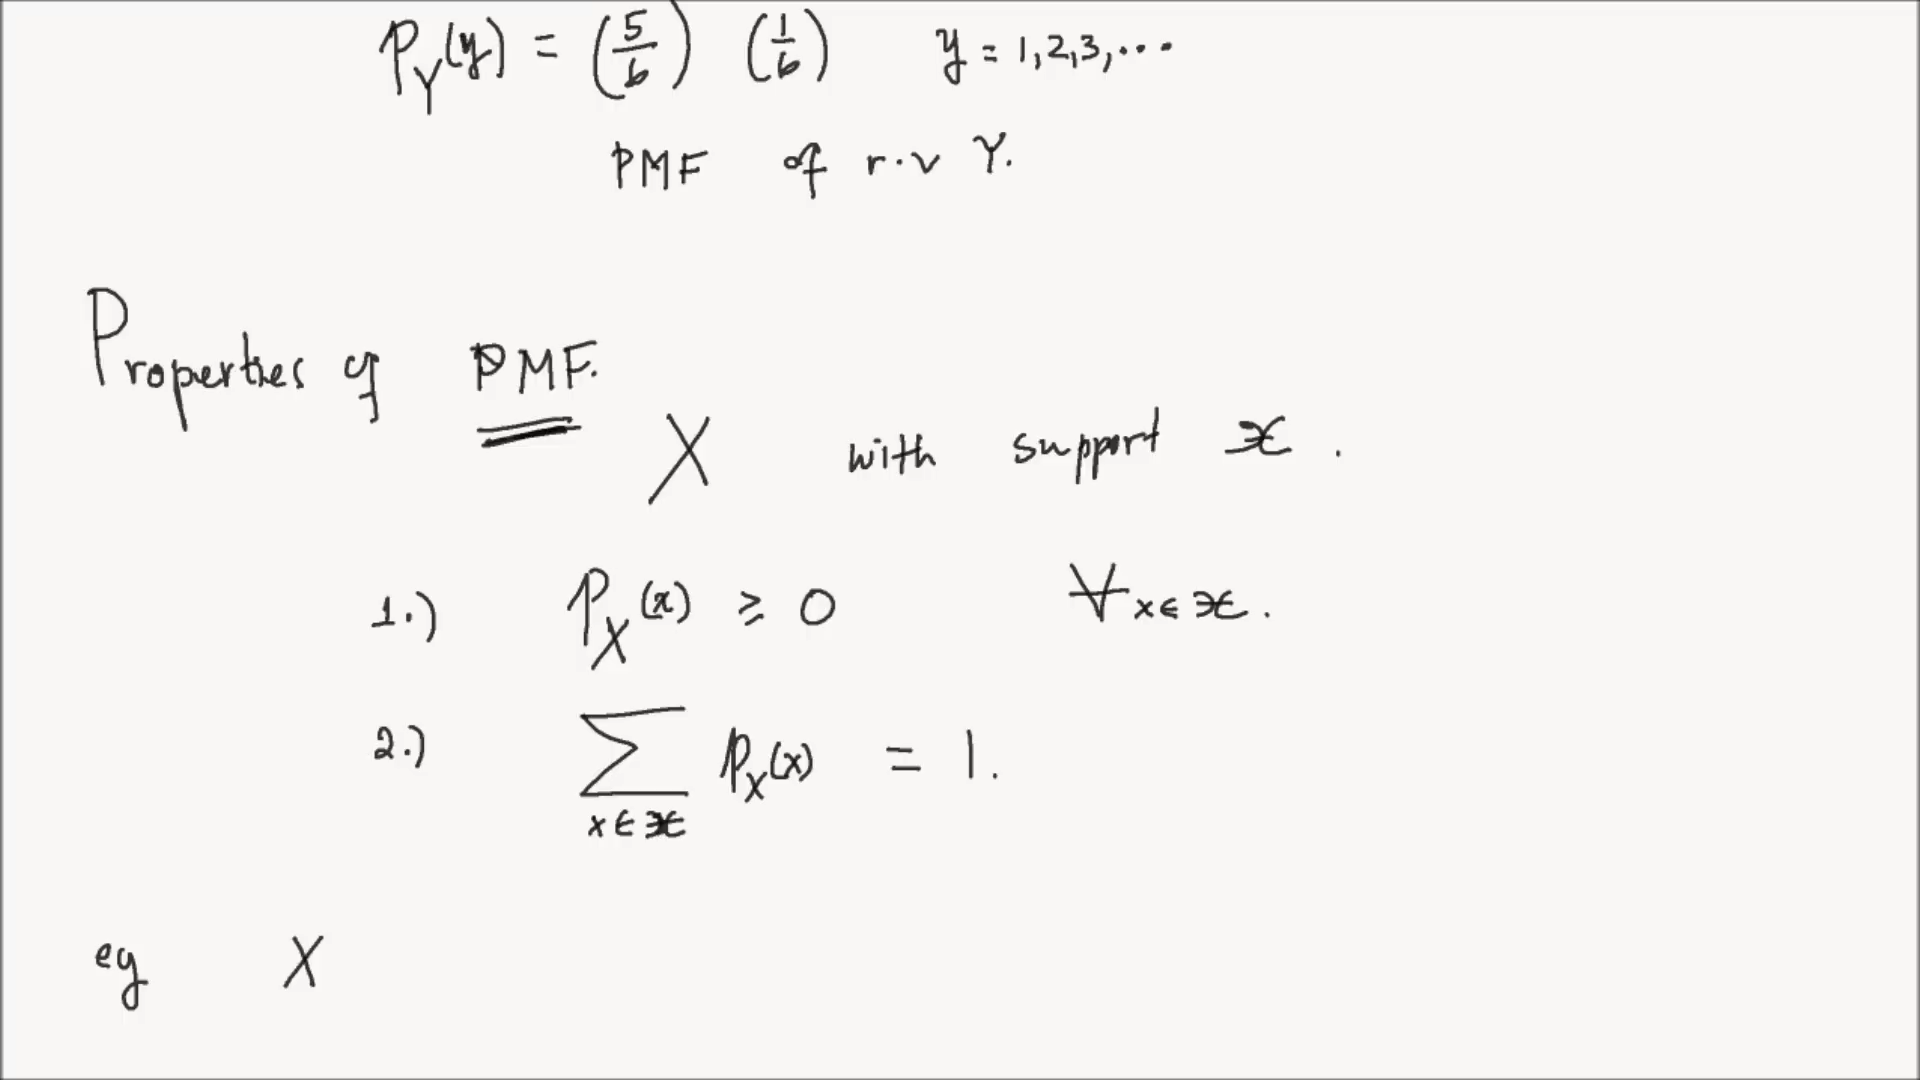 P_Y(y) = (5/6) (1/6) y = 1,2,3,...
PMF of r.v Y.
Properties of PMF.
X with support 𝒳.
1.) P_X(x) ≥ 0 ∀ x ∈ 𝒳.
2.) ∑_{x ∈ 𝒳} P_X(x) = 1.
eg X